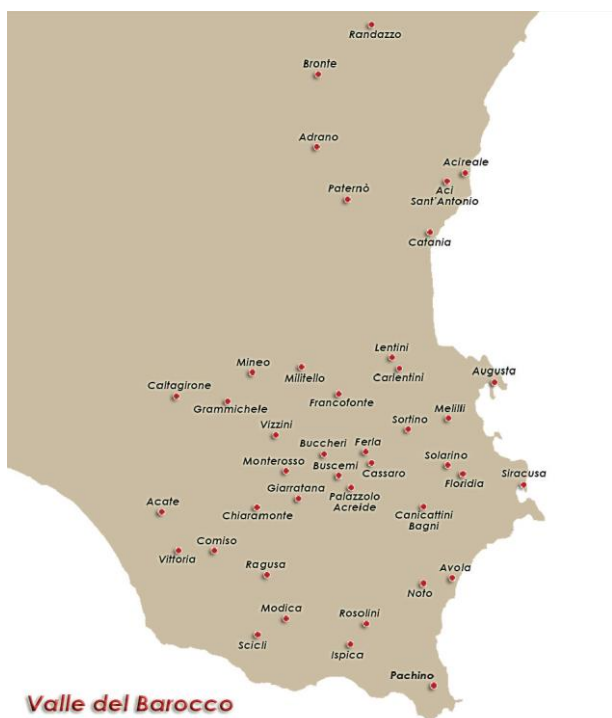 Randazzo
Bronte
Adrano
Acireale
Aci
Sant'Antonio
Paternò
Catania
Lentini
Mineo
Militello
Carlentini
Augusta
Caltagirone
Grammichele
Francofonte
Melilli
Sortino
Vizzini
Buccheri
Ferla
Monterosso
Buscemi
Cassaro
Solarino
Floridia
Siracusa
Giarratana
Palazzolo
Acreide
Acate
Chiaramonte
Canicattini
Bagni
Vittoria
Comiso
Ragusa
Avola
Noto
Modica
Rosolini
Scicli
Ispica
Pachino
Valle del Barocco